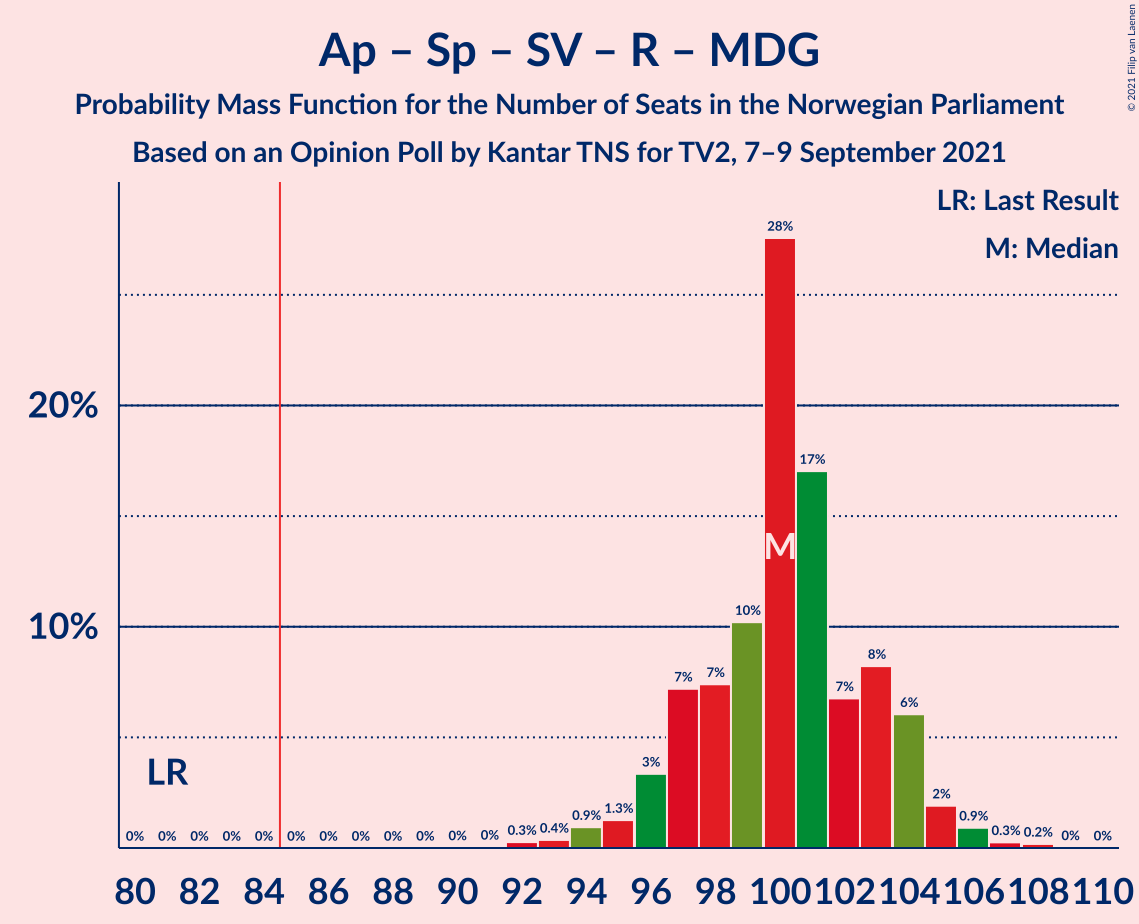 Ap – Sp – SV – R – MDG
Probability Mass Function for the Number of Seats in the Norwegian Parliament
Based on an Opinion Poll by Kantar TNS for TV2, 7–9 September 2021
© 2021 Filip van Laenen
LR: Last Result
M: Median
28%
20%
17%
M
10%
10%
8%
7% 7% 7%
6%
LR
3%
2%
0% 0% 0% 0% 0% 0% 0% 0% 0% 0% 0% 0% 0.3% 0.4% 0.9% 1.3% 0.9% 0.3% 0.2% 0% 0%
80 82 84 86 88 90 92 94 96 98 100 102 104 106 108 110